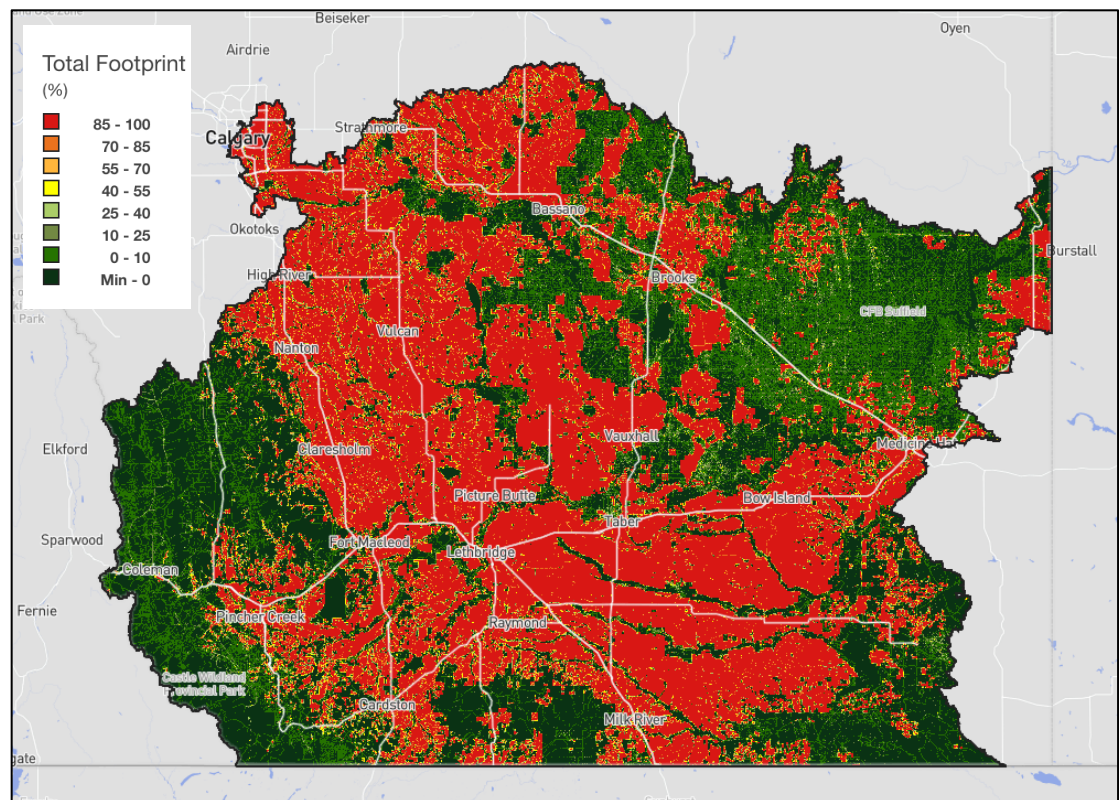 Beiseker
Oyen
Airdrie
Total Footprint
(%)
85 - 100
70 - 85
55 - 70
40 - 55
25 - 40
10 - 25
0 - 10
Min - 0
Strathmore
Calgary
Bassano
Okotoks
Burstall
High River
Brooks
CFB Suffield
Vulcan
Nanton
Vauxhall
Medicine Hat
Elkford
Claresholm
Picture Butte
Bow Island
Taber
Sparwood
Fort Macleod
Lethbridge
Coleman
Fernie
Pincher Creek
Raymond
Castle Wildland
Provincial Park
Cardston
Milk River
gate